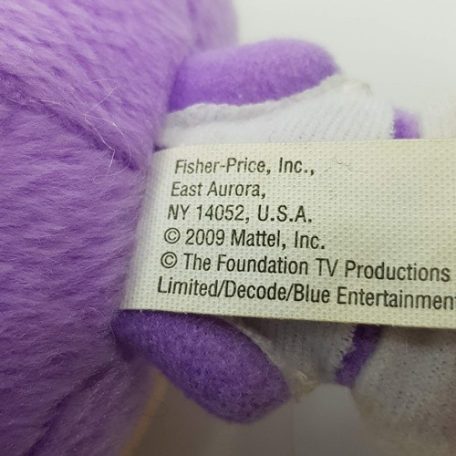 Fisher-Price, Inc.,
East Aurora,
NY 14052, U.S.A.
© 2009 Mattel, Inc.
© The Foundation TV Productions
Limited/Decode/Blue Entertainment